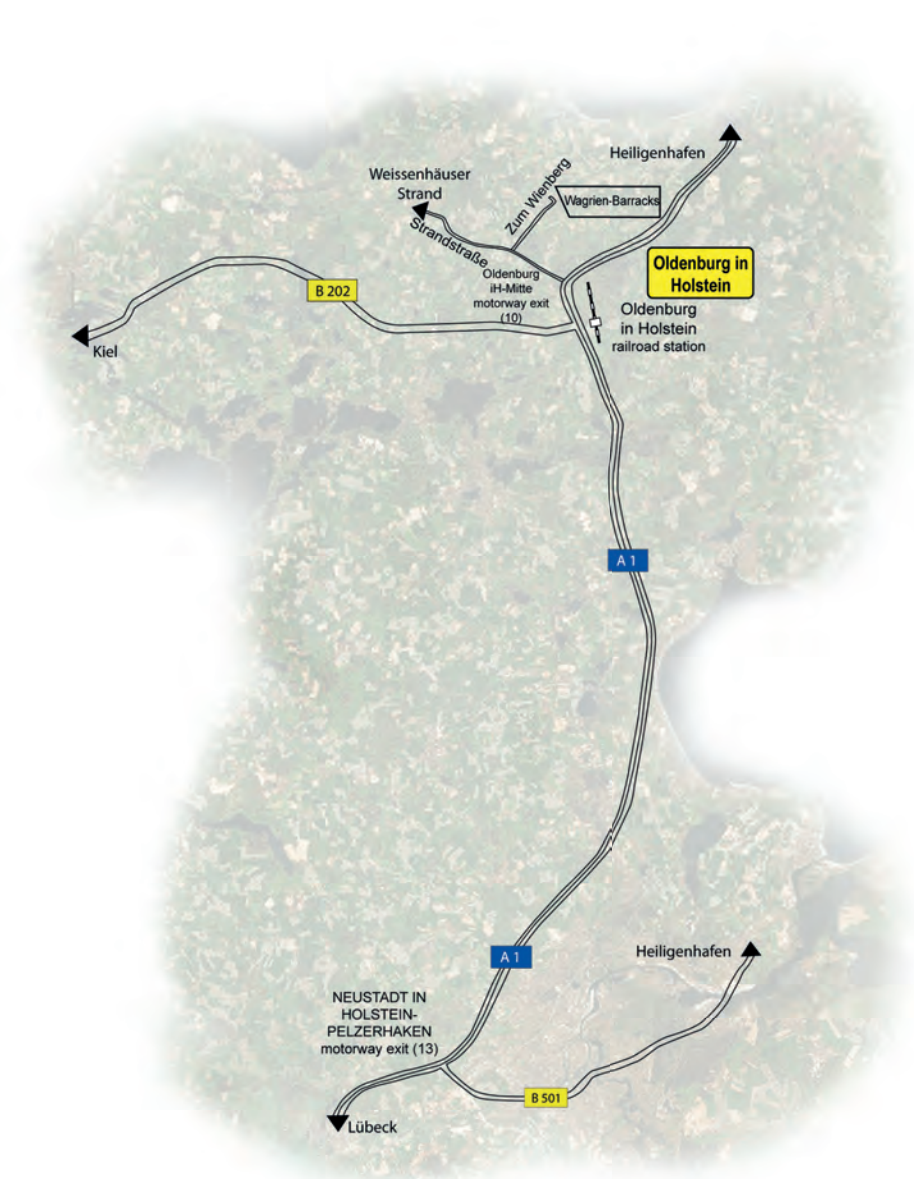 Heiligenhafen
Weissenhäuser
Strand
Zum Wienberg
Wagrien-Barracks
Strandstraße
Oldenburg in
Holstein
Oldenburg
iH-Mitte
motorway exit
(10)
B 202
Oldenburg
in Holstein
railroad station
Kiel
A 1
Heiligenhafen
A 1
NEUSTADT IN
HOLSTEIN-
PELZERHAKEN
motorway exit (13)
B 501
Lübeck